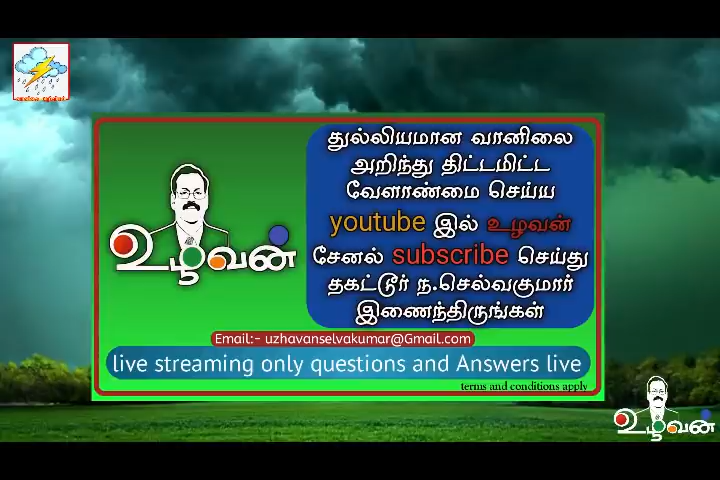 துல்லியமான வானிலை
அறிந்து திட்டமிட்ட
வேளாண்மை செய்ய
youtube இல் உழவன்
சேனல் subscribe செய்து
தகட்டூர் ந.செல்வகுமார்
இணைந்திருங்கள்
உழவன்
Email:- uzhavanselvakumar@Gmail.com
live streaming only questions and Answers live
terms and conditions apply
உழவன்